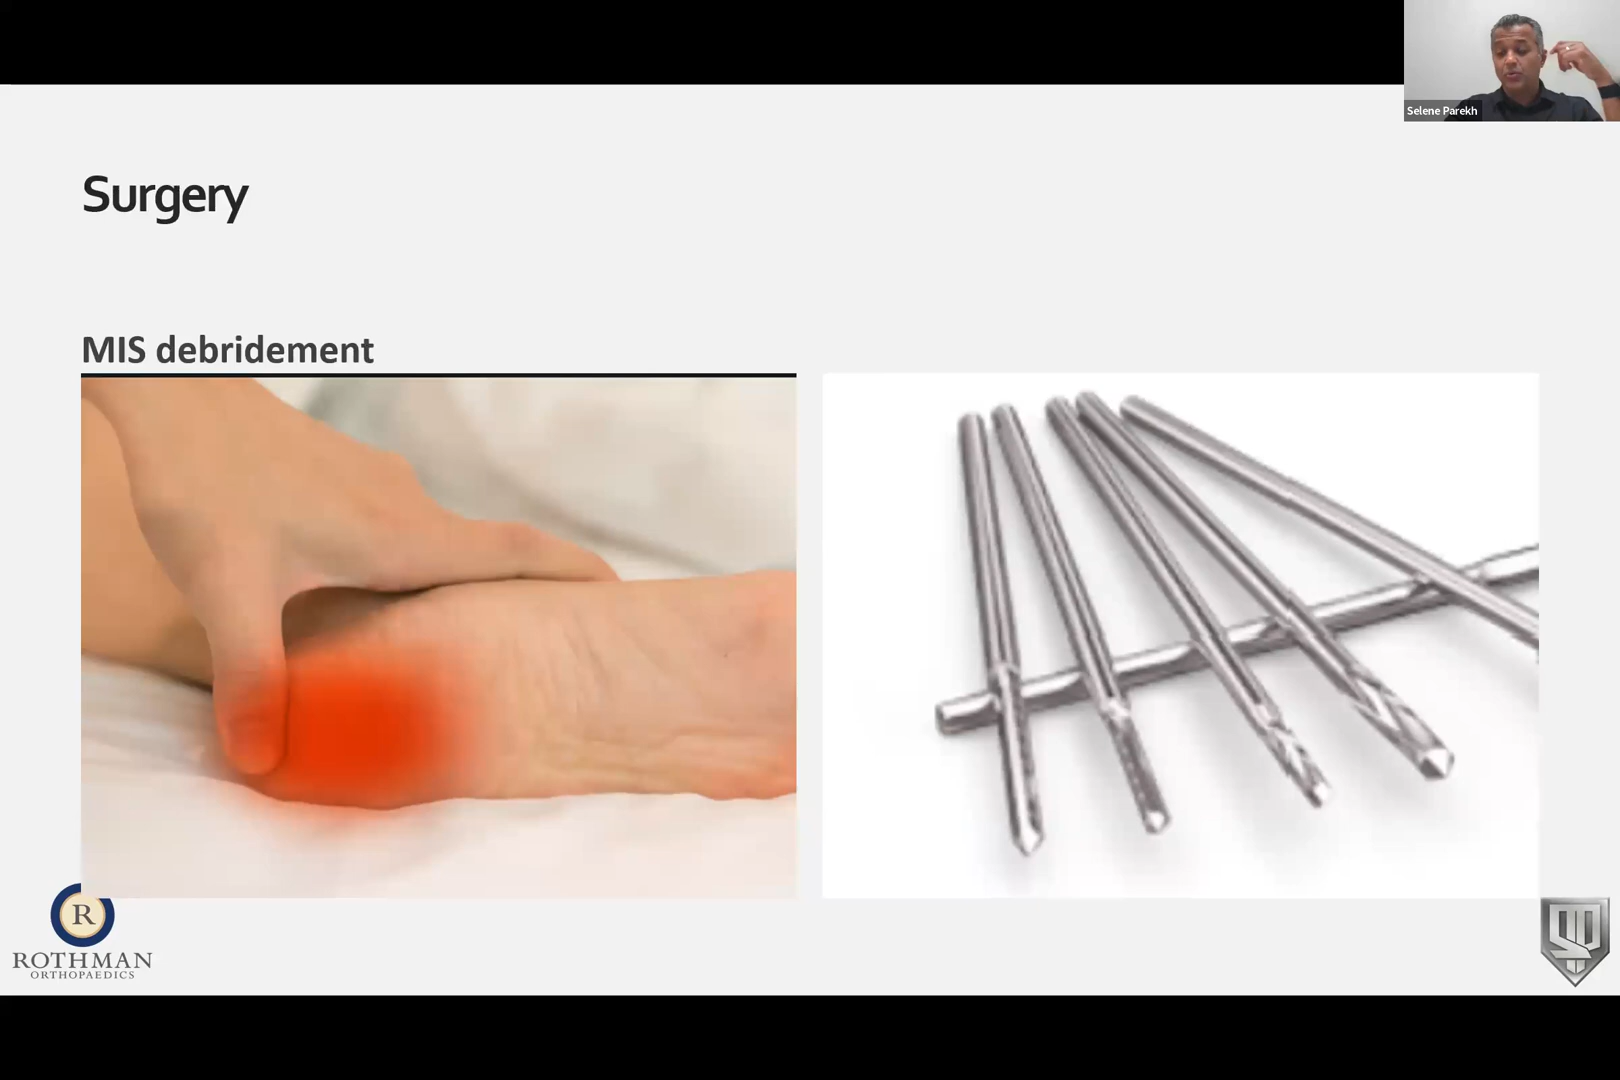 Selene Parekh
Surgery
MIS debridement
R
ROTHMAN
ORTHOPAEDICS